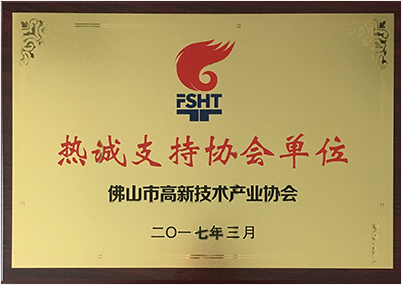 FSHT
热诚支持协会单位
佛山市高新技术产业协会
二〇一七年三月